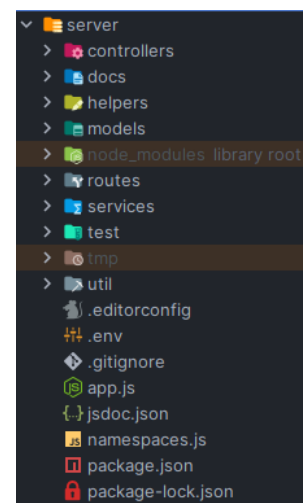 server
controllers
docs
helpers
models
node_modules library root
routes
services
test
tmp
util
.editorconfig
.env
.gitignore
app.js
jsdoc.json
namespaces.js
package.json
package-lock.json